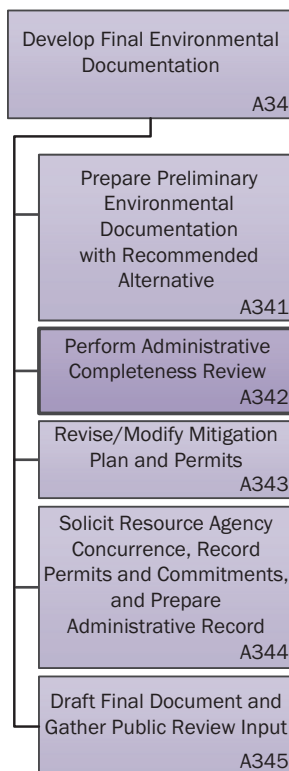 Develop Final Environmental
Documentation
A34
Prepare Preliminary
Environmental
Documentation
with Recommended
Alternative
A341
Perform Administrative
Completeness Review
A342
Revise/Modify Mitigation
Plan and Permits
A343
Solicit Resource Agency
Concurrence, Record
Permits and Commitments,
and Prepare
Administrative Record
A344
Draft Final Document and
Gather Public Review Input
A345